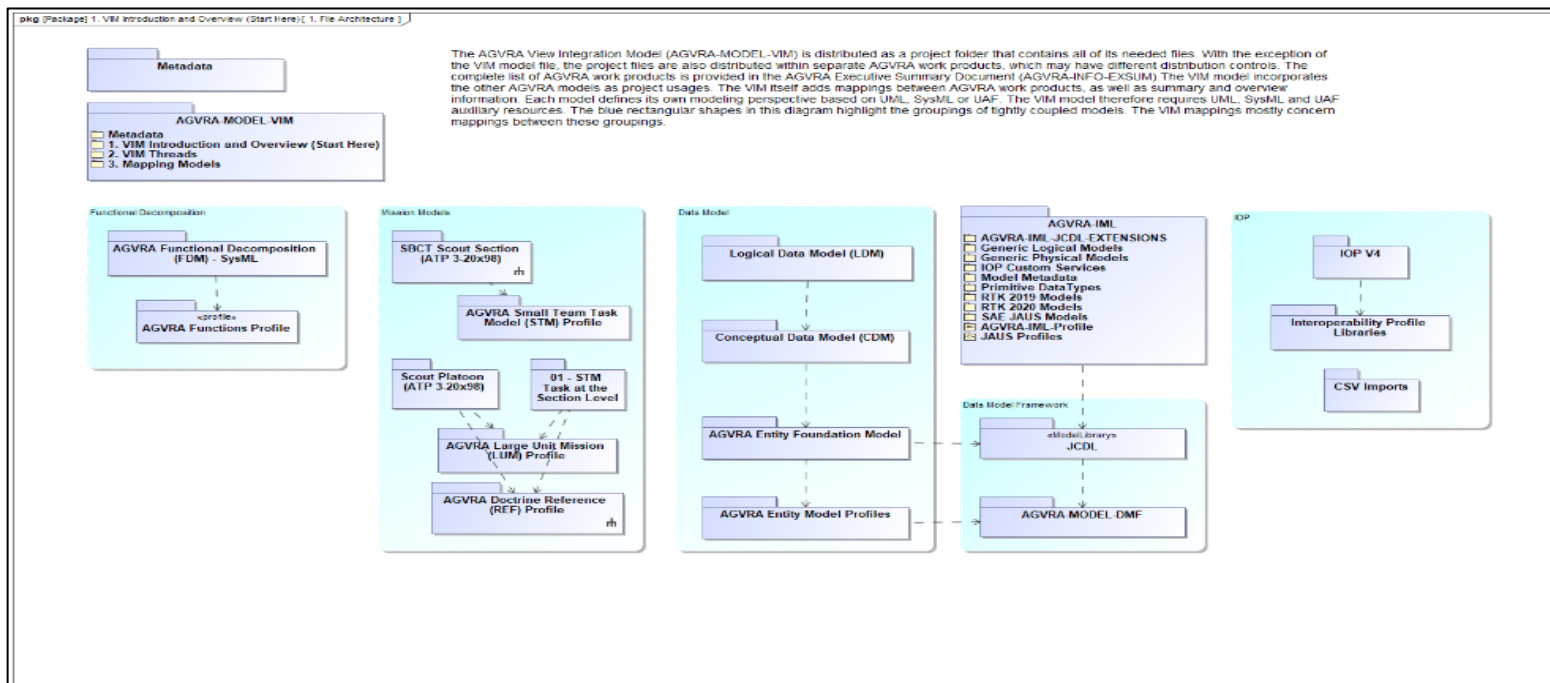 pkg [Package] 1. VIM Introduction and Overview (Start Here) [ 1. File Architecture ]
The AGVRA View Integration Model (AGVRA-MODEL-VIM) is distributed as a project folder that contains all of its needed files. With the exception of
the VIM model file, the project files are also distributed within separate AGVRA work products, which may have different distribution controls. The
complete list of AGVRA work products is provided in the AGVRA Executive Summary Document (AGVRA-INFO-EXSUM).The VIM model incorporates
the other AGVRA models as project usages. The VIM itself adds mappings between AGVRA work products, as well as summary and overview
information. Each model defines its own modeling perspective based on UML, SysML or UAF. The VIM model therefore requires UML, SysML and UAF
auxiliary resources. The blue rectangular shapes in this diagram highlight the groupings of tightly coupled models. The VIM mappings mostly concern
mappings between these groupings.
Metadata
AGVRA-MODEL-VIM
Metadata
1. VIM Introduction and Overview (Start Here)
2. VIM Threads
3. Mapping Models
Functional Decomposition
AGVRA Functional Decomposition
(FDM) - SysML
«profile»
AGVRA Functions Profile
Mission Models
SBCT Scout Section
(ATP 3-20x98)
AGVRA Small Team Task
Model (STM) Profile
Scout Platoon
(ATP 3-20x98)
01 - STM
Task at the
Section Level
AGVRA Large Unit Mission
(LUM) Profile
AGVRA Doctrine Reference
(REF) Profile
Data Model
Logical Data Model (LDM)
Conceptual Data Model (CDM)
AGVRA Entity Foundation Model
AGVRA Entity Model Profiles
AGVRA-IML
AGVRA-IML-JCDL-EXTENSIONS
Generic Logical Models
Generic Physical Models
IOP Custom Services
Model Metadata
Primitive DataTypes
RTK 2019 Models
RTK 2020 Models
SAE JAUS Models
AGVRA-IML-Profile
JAUS Profiles
Data Model Framework
«ModelLibrary»
JCDL
AGVRA-MODEL-DMF
IOP
IOP V4
Interoperability Profile
Libraries
CSV Imports